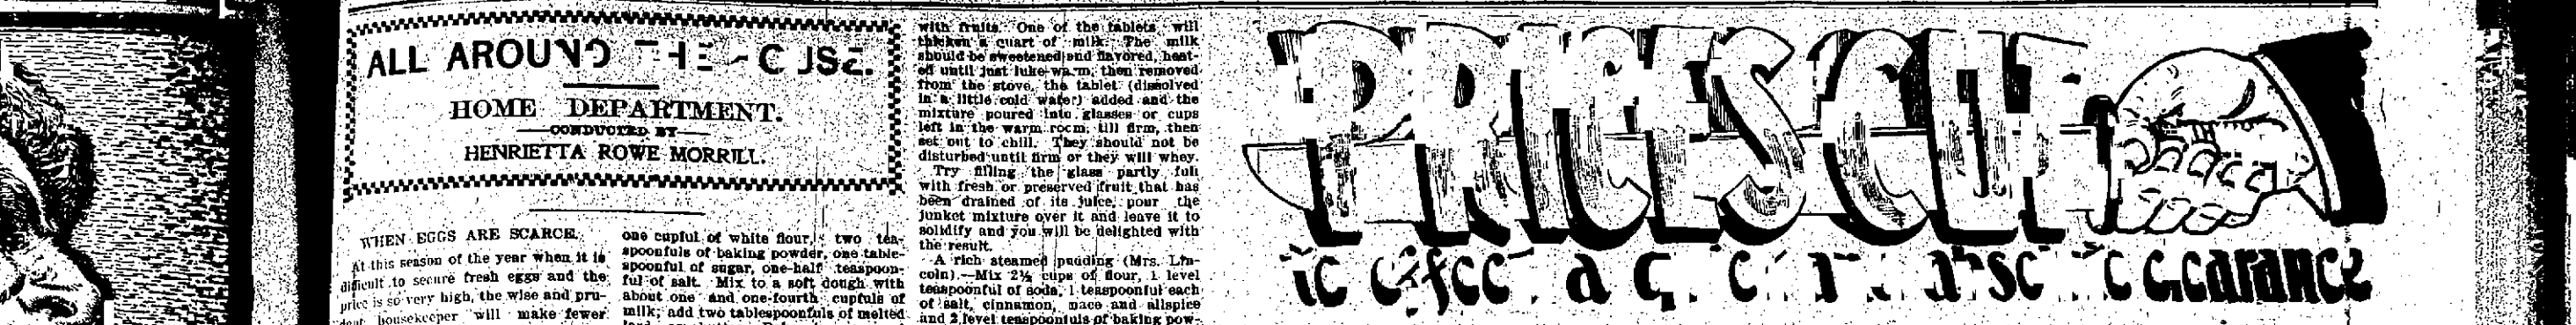 ALL AROUND THE
HOME DEPARTMENT.
CONDUCTED BY
HENRIETTA ROWE MORRILL.
WHEN EGGS ARE SCARCE.
At this season of the year when it is
difficult to secure fresh eggs and the
price is so very high, the wise and pru-
dent housekeeper will make fewer
one cupful of white flour, two tea-
spoonfuls of baking powder, one table-
spoonful of sugar, one-half teaspoon-
ful of salt. Mix to a soft dough with
about one and one-fourth cupfuls of
milk; add two tablespoonfuls of melted
with fruits. One of the tablets will
thicken a quart of milk. The milk
should be sweetened and flavored, heat-
ed until just luke-warm, then removed
from the stove, the tablet (dissolved
in a little cold water) added and the
mixture poured into glasses or cups
left in the warm room; till firm, then
set out to chill. They should not be
disturbed until firm or they will whey.
Try filling the glass partly full
with fresh or preserved fruit that has
been drained of its juice, pour the
junket mixture over it and leave it to
solidify and you will be delighted with
the result.
A rich steamed pudding (Mrs. Lin-
coln).—Mix 2½ cups of flour, 1 level
teaspoonful of soda, 1 teaspoonful each
of salt, cinnamon, mace and allspice
and 2 level teaspoonfuls of baking pow-
PRICES CUT
clearance